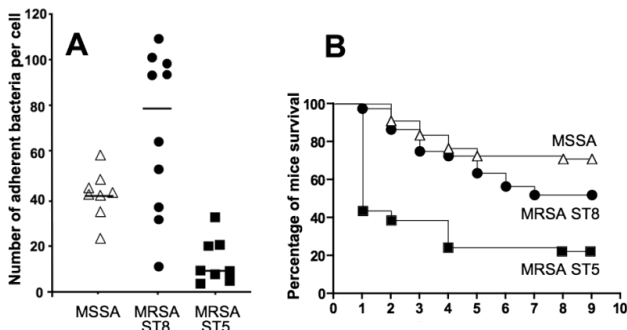 A
Number of adherent bacteria per cell
120
100
80
60
40
20
0
MSSA MRSA MRSA
ST8 ST5
B
Percentage of mice survival
100
80
60
40
20
0
MSSA
MRSA ST8
MRSA ST5
0 1 2 3 4 5 6 7 8 9 10